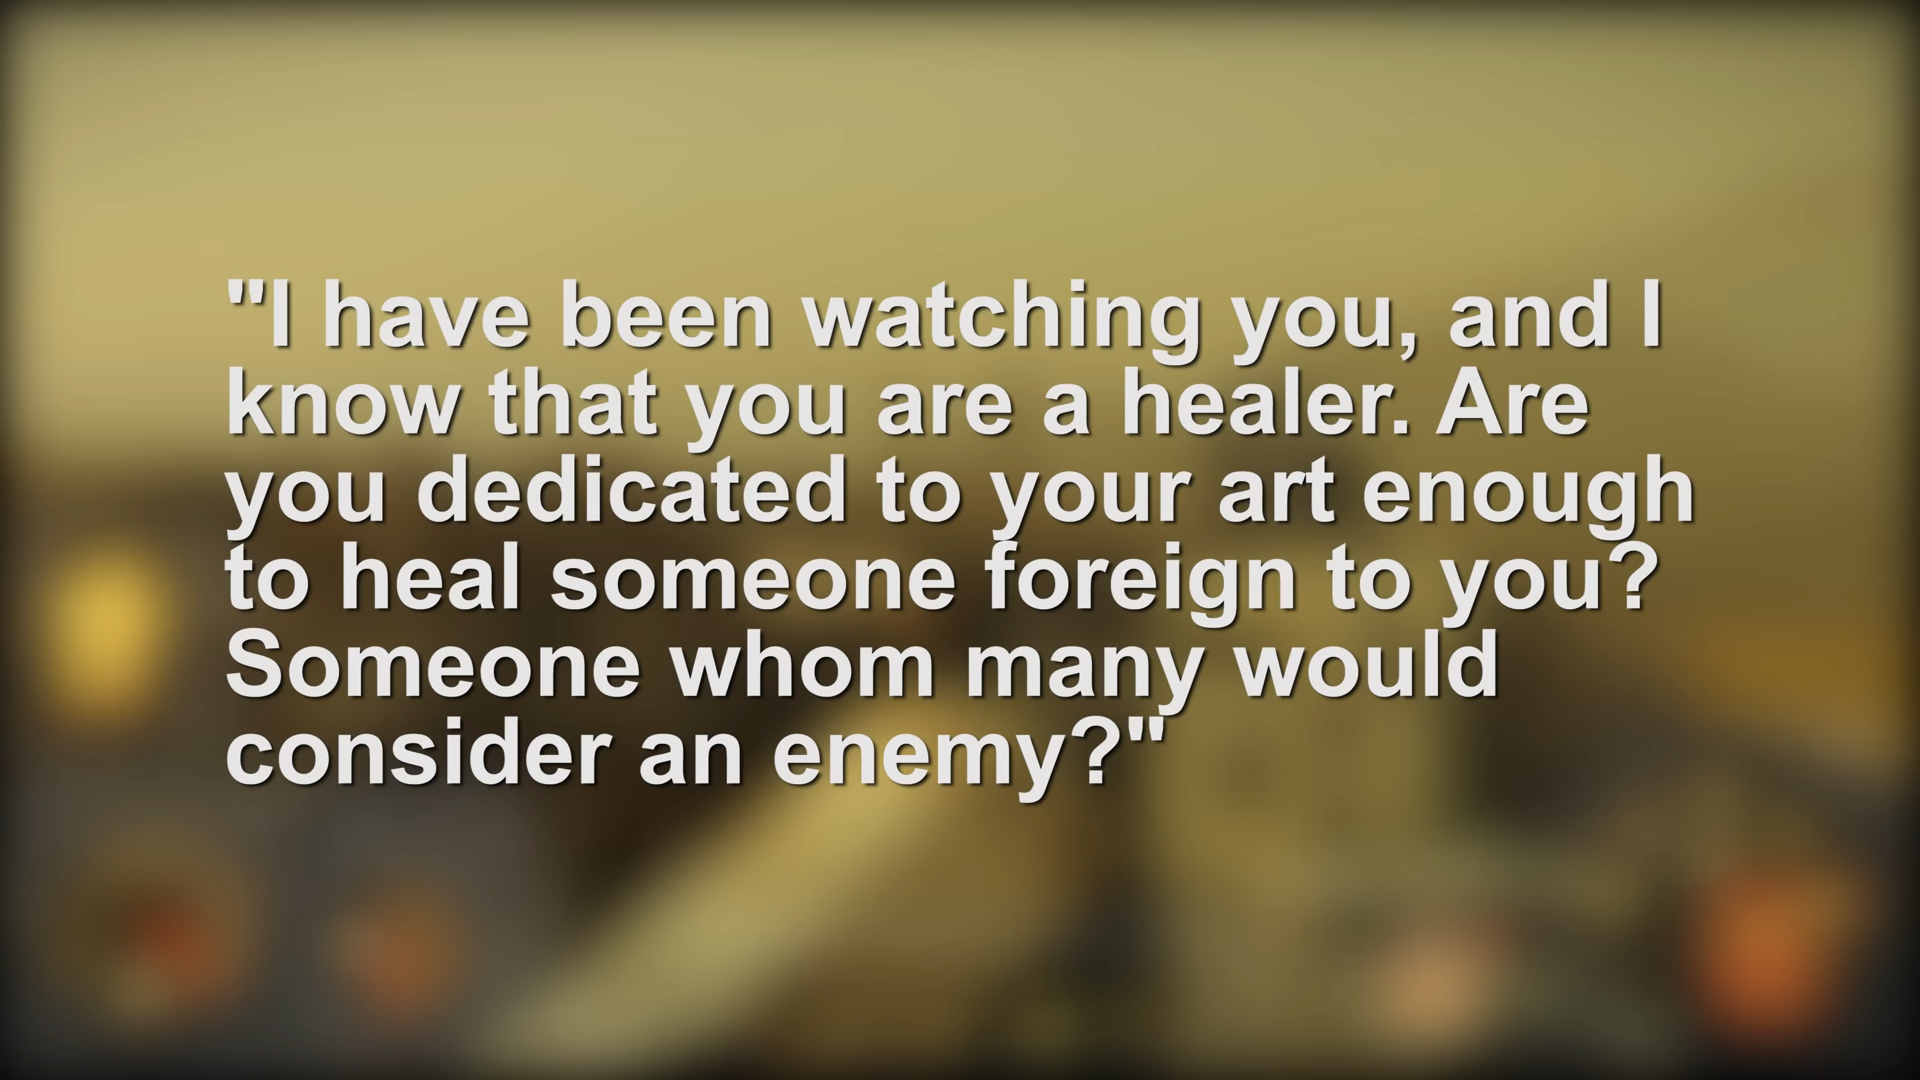 "I have been watching you, and I
know that you are a healer. Are
you dedicated to your art enough
to heal someone foreign to you?
Someone whom many would
consider an enemy?"